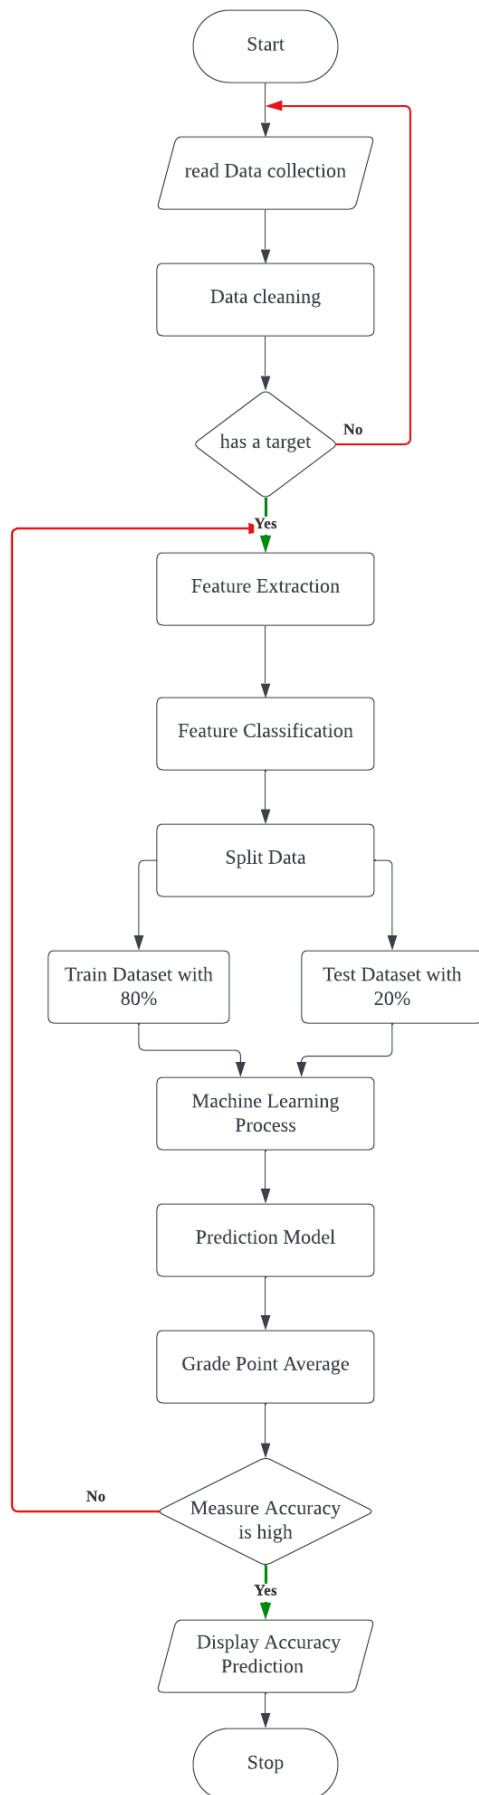 Start
read Data collection
Data cleaning
has a target
No
Yes
Feature Extraction
Feature Classification
Split Data
Train Dataset with
80%
Test Dataset with
20%
Machine Learning
Process
Prediction Model
Grade Point Average
Measure Accuracy
is high
No
Yes
Display Accuracy
Prediction
Stop